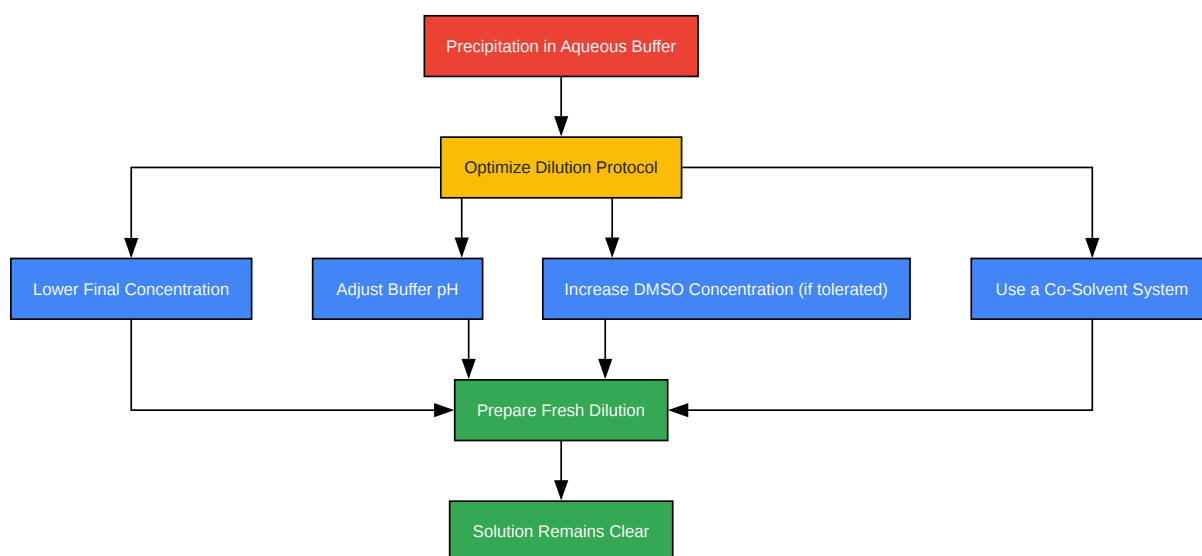 Precipitation in Aqueous Buffer
Optimize Dilution Protocol
Lower Final Concentration
Adjust Buffer pH
Increase DMSO Concentration (if tolerated)
Use a Co-Solvent System
Prepare Fresh Dilution
Solution Remains Clear